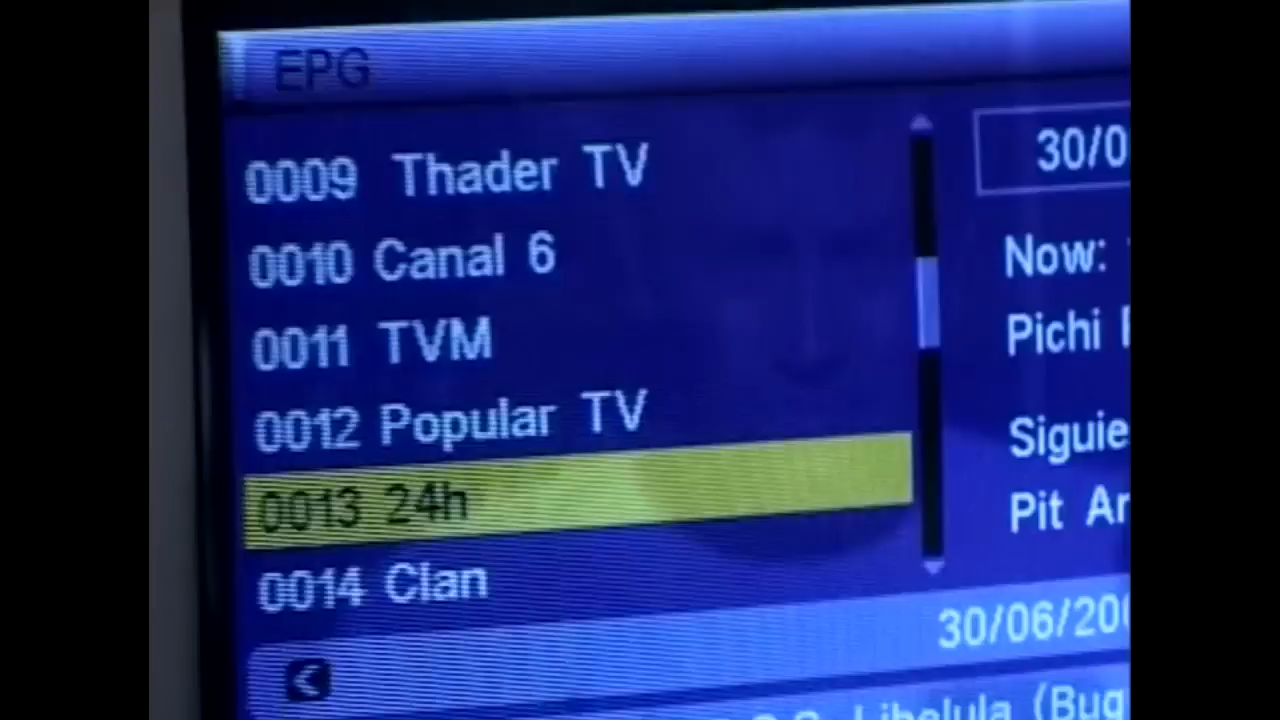 EPG
0009 Thader TV
0010 Canal 6
0011 TVM
0012 Popular TV
0013 24h
0014 Clan
30/0
Now:
Pichi
Siguie
Pit Ar
30/06/200
Libelula (Bug